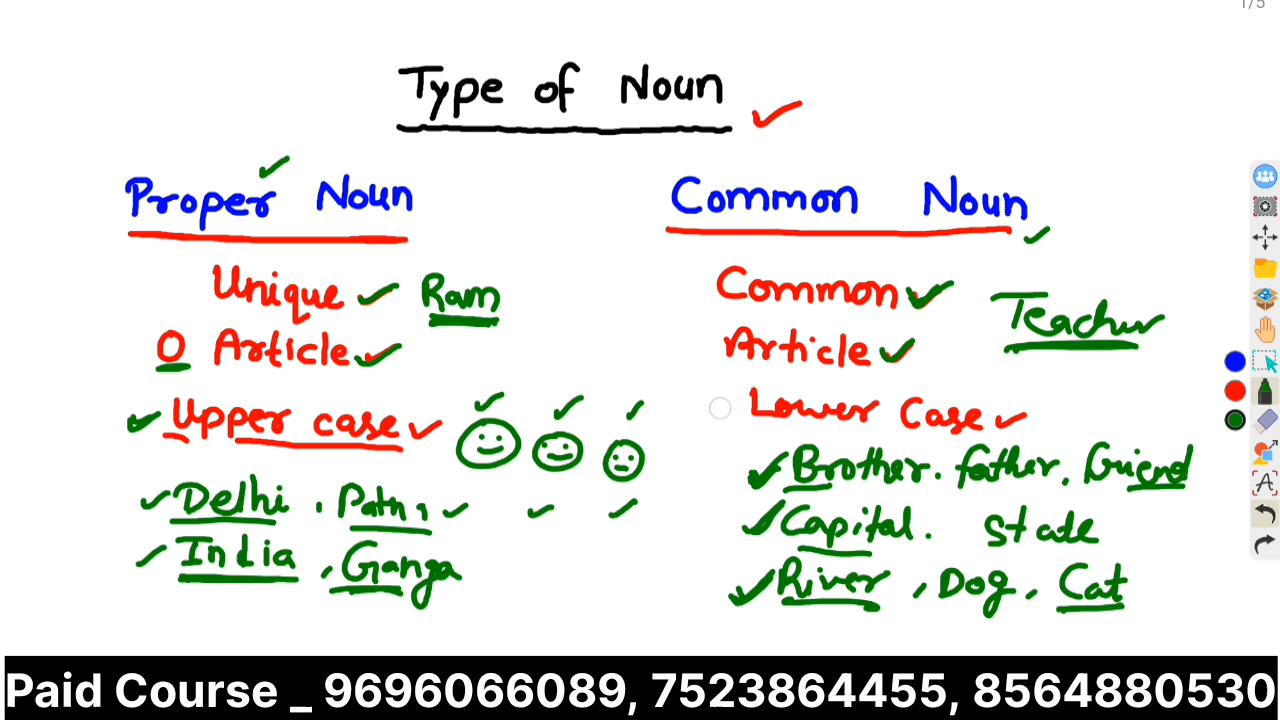 1/5
Type of Noun
Proper Noun
Unique Ram
0 Article
Upper case
Delhi, Patna
India, Ganga
Common Noun
Common
Teacher
Article
Lower Case
Brother. father, friend
Capital. State
River, Dog, Cat
Paid Course _ 9696066089, 7523864455, 8564880530